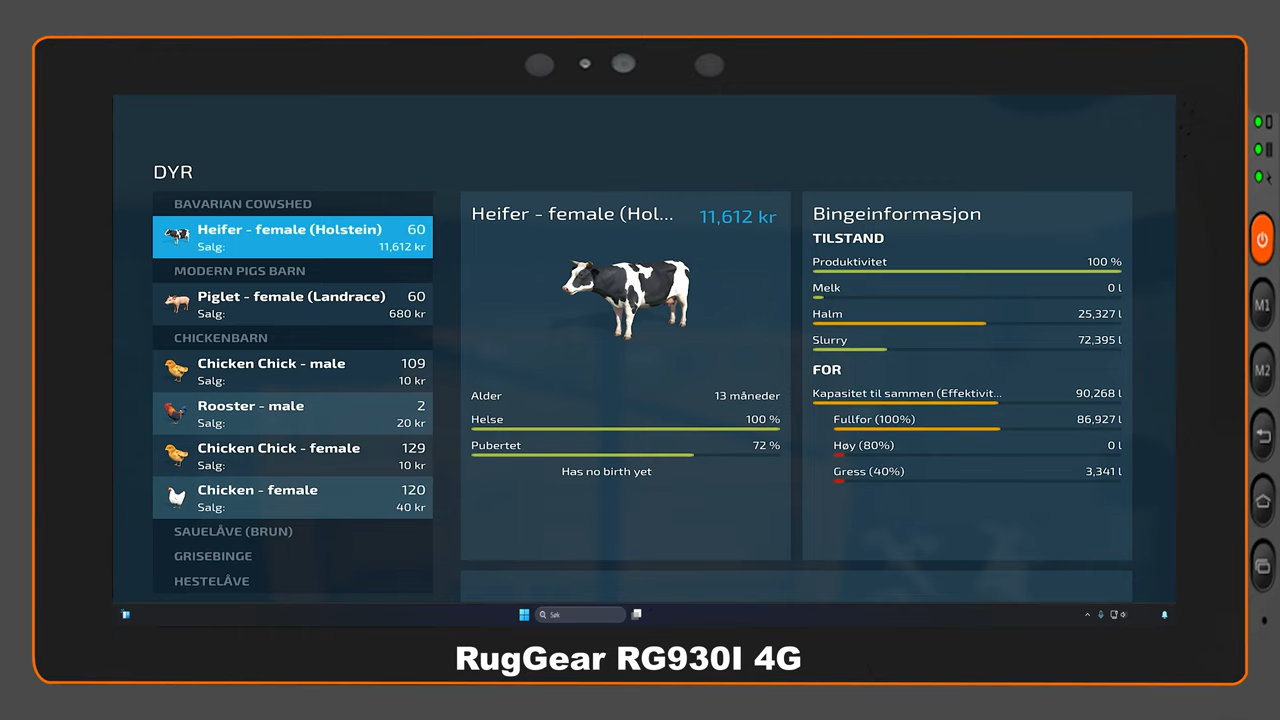 DYR
BAVARIAN COWSHED
Heifer - female (Holstein) 60
Salg: 11,612 kr
MODERN PIGS BARN
Piglet - female (Landrace) 60
Salg: 680 kr
CHICKENBARN
Chicken Chick - male 109
Salg: 10 kr
Rooster - male 2
Salg: 20 kr
Chicken Chick - female 129
Salg: 10 kr
Chicken - female 120
Salg: 40 kr
SAUELÅVE (BRUN)
GRISEBINGE
HESTELÅVE
Heifer - female (Hol... 11,612 kr
Alder 13 måneder
Helse 100 %
Pubertet 72 %
Has no birth yet
Bingeinformasjon
TILSTAND
Produktivitet 100 %
Melk 0 l
Halm 25,327 l
Slurry 72,395 l
FOR
Kapasitet til sammen (Effektivit... 90,268 l
Fullfor (100%) 86,927 l
Høy (80%) 0 l
Gress (40%) 3,341 l
Søk
M1
M2
RugGear RG930I 4G